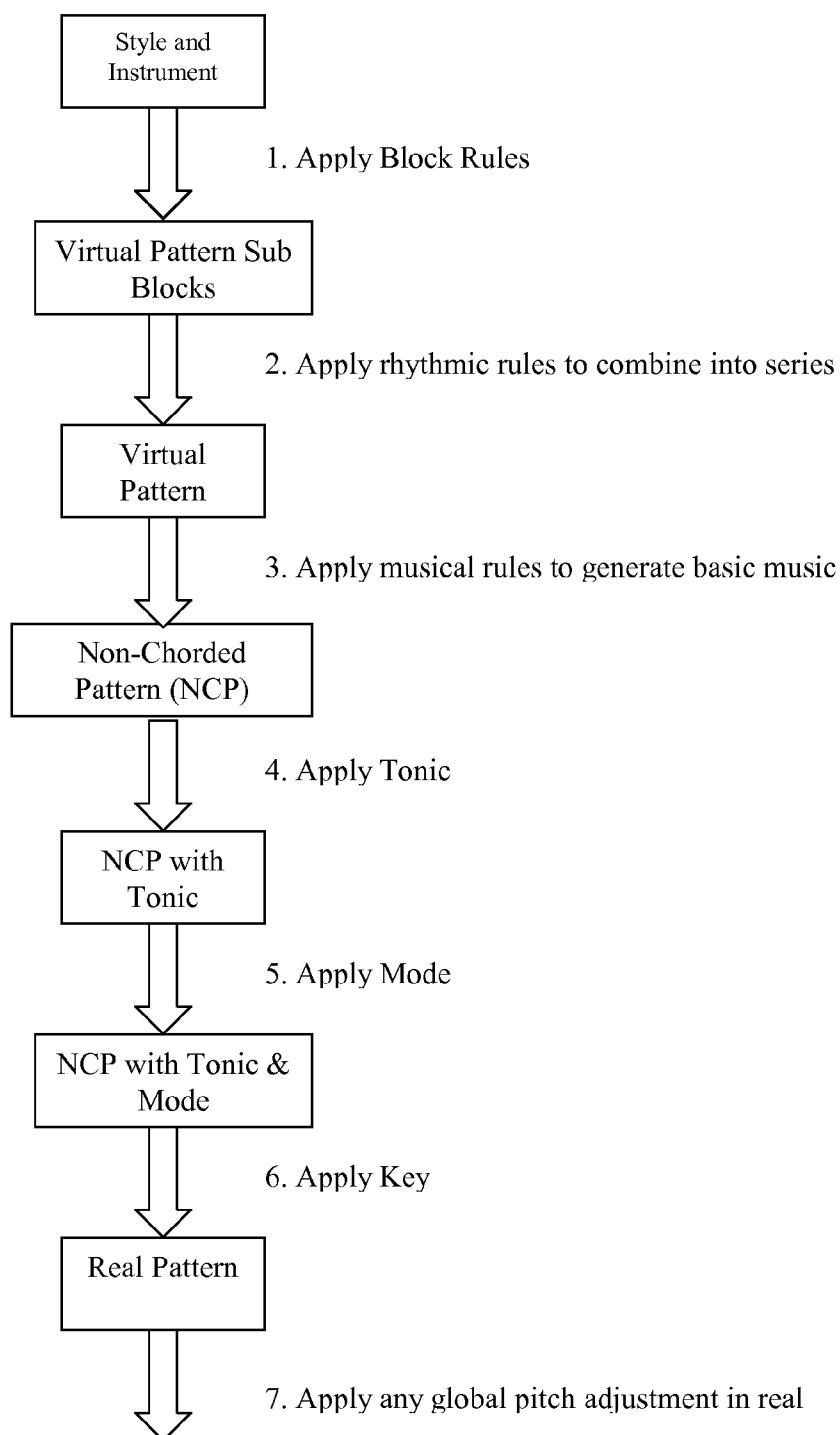 Style and
Instrument
1. Apply Block Rules
Virtual Pattern Sub
Blocks
2. Apply rhythmic rules to combine into series
Virtual
Pattern
3. Apply musical rules to generate basic music
Non-Chorded
Pattern (NCP)
4. Apply Tonic
NCP with
Tonic
5. Apply Mode
NCP with Tonic &
Mode
6. Apply Key
Real Pattern
7. Apply any global pitch adjustment in real